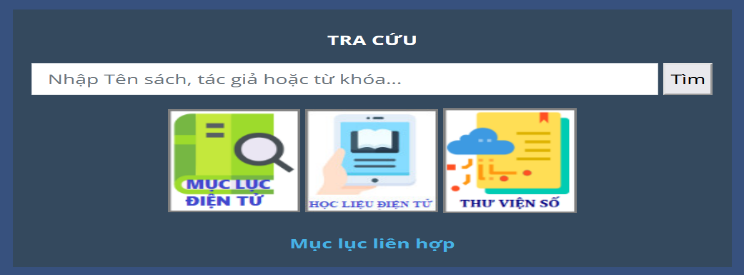 TRA CỨU
Nhập Tên sách, tác giả hoặc từ khóa...
Tìm
MỤC LỤC
ĐIỆN TỬ
HỌC LIỆU ĐIỆN TỬ
THƯ VIỆN SỐ
Mục lục liên hợp